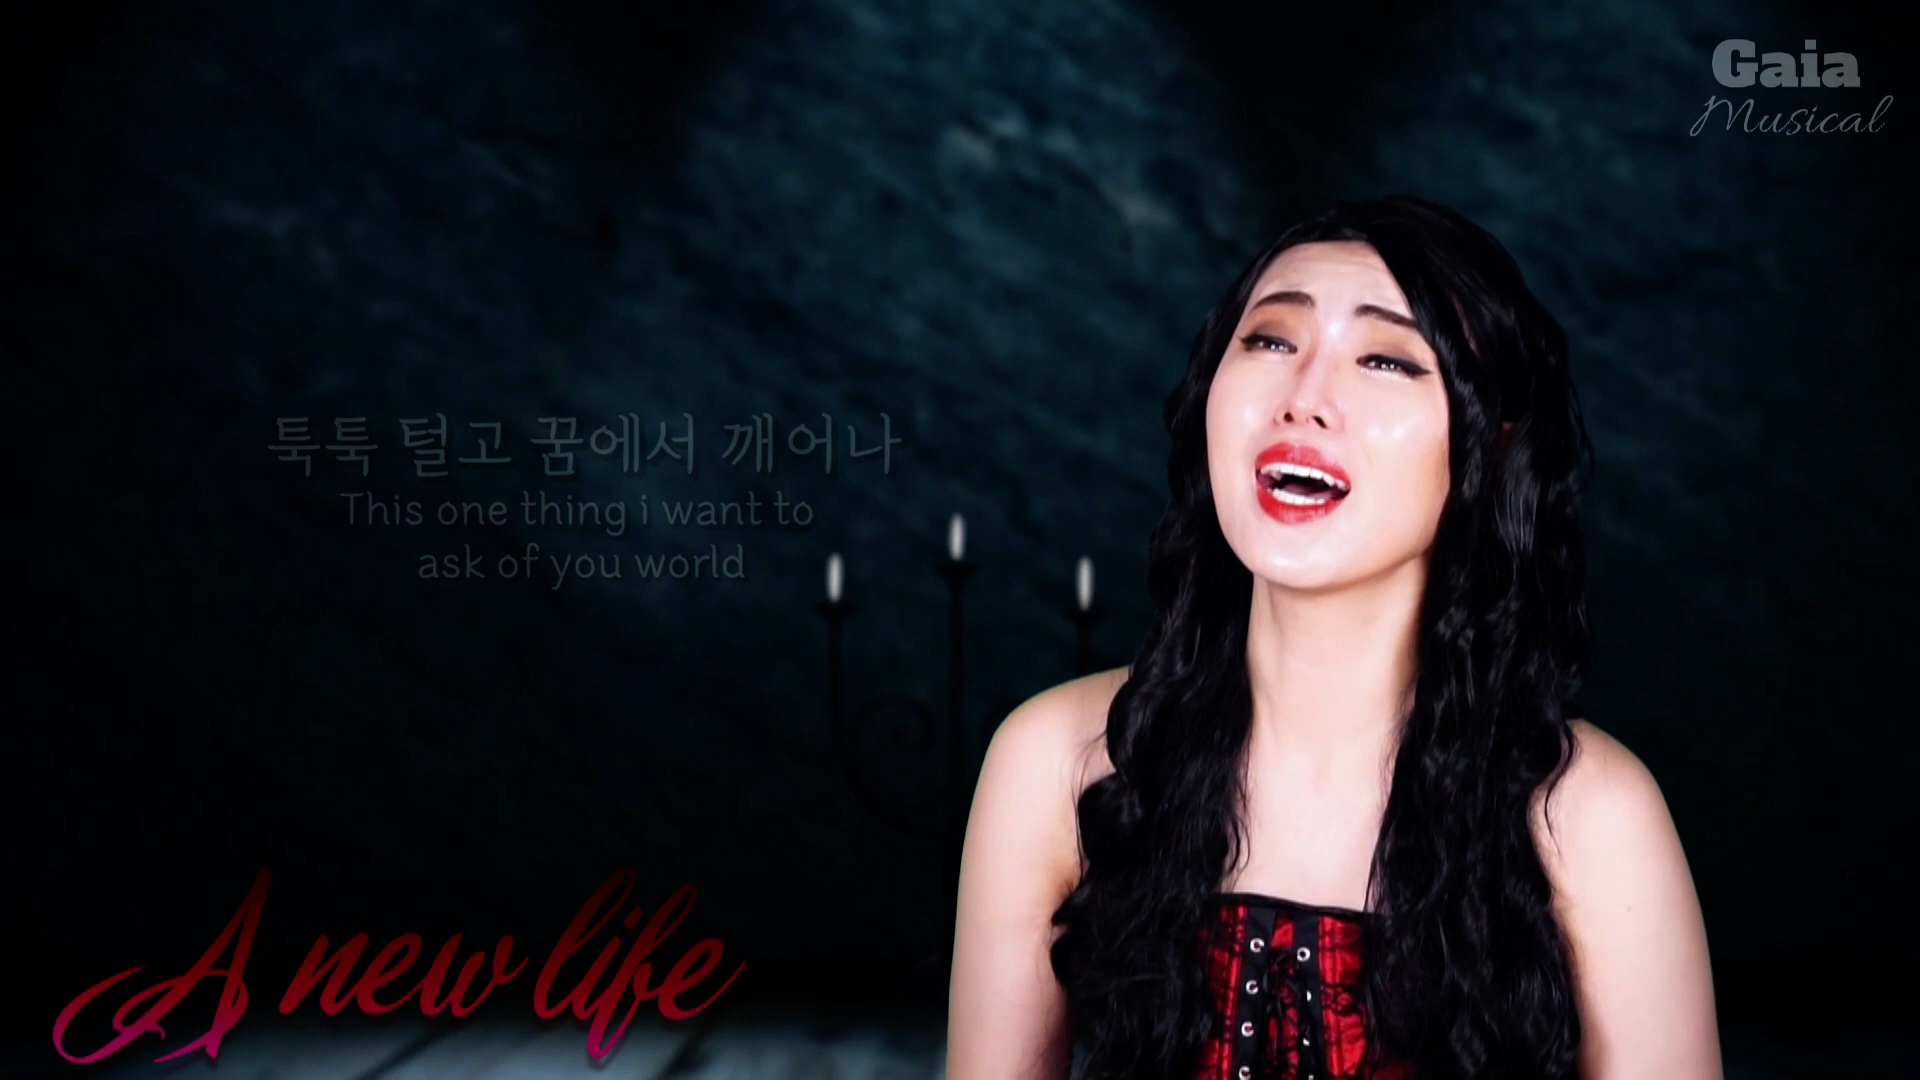 Gaia
Musical
툭툭 털고 꿈에서 깨어나
This one thing i want to
ask of you world
A new life